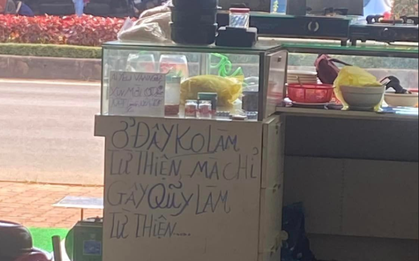 Ở ĐÂY KO LÀM
TỪ THIỆN, MÀ CHỈ
GÂY QUỸ LÀM
TỪ THIỆN....